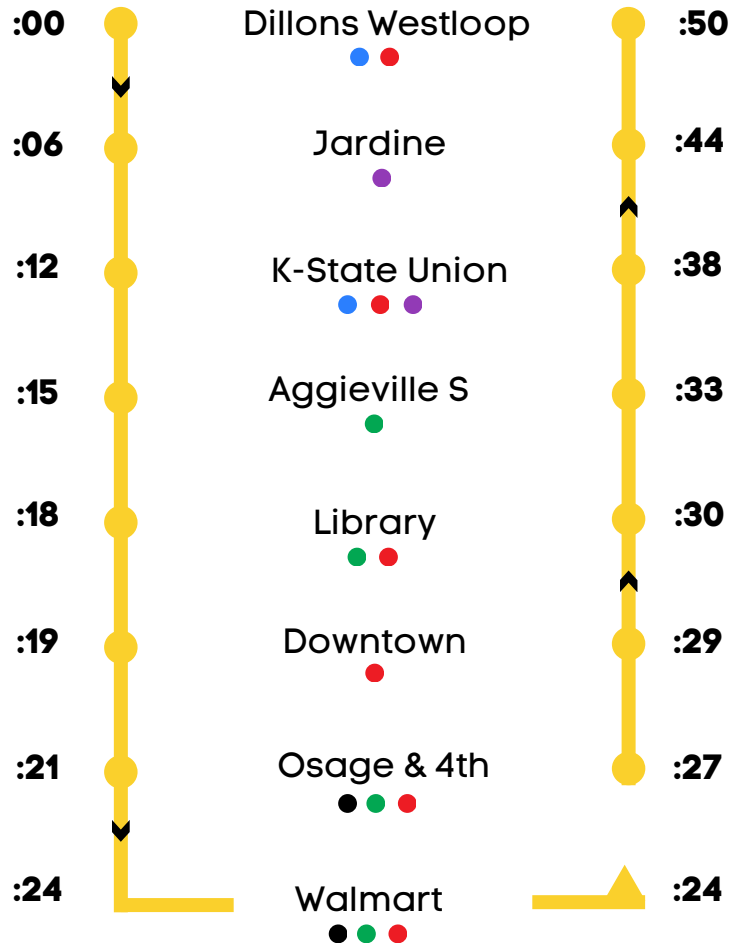 :00 Dillons Westloop :50
:06 Jardine :44
:12 K-State Union :38
:15 Aggieville S :33
:18 Library :30
:19 Downtown :29
:21 Osage & 4th :27
:24 Walmart :24